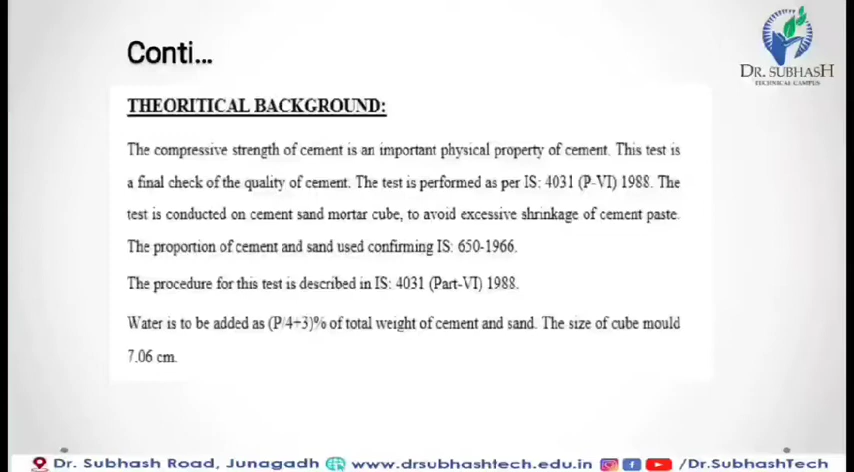 Conti...
DR. SUBHASH
TECHNICAL CAMPUS
THEORITICAL BACKGROUND:
The compressive strength of cement is an important physical property of cement. This test is
a final check of the quality of cement. The test is performed as per IS: 4031 (P-VI) 1988. The
test is conducted on cement sand mortar cube, to avoid excessive shrinkage of cement paste.
The proportion of cement and sand used confirming IS: 650-1966.
The procedure for this test is described in IS: 4031 (Part-VI) 1988.
Water is to be added as (P/4+3)% of total weight of cement and sand. The size of cube mould
7.06 cm.
Dr. Subhash Road, Junagadh www.drsubhashtech.edu.in /Dr.SubhashTech